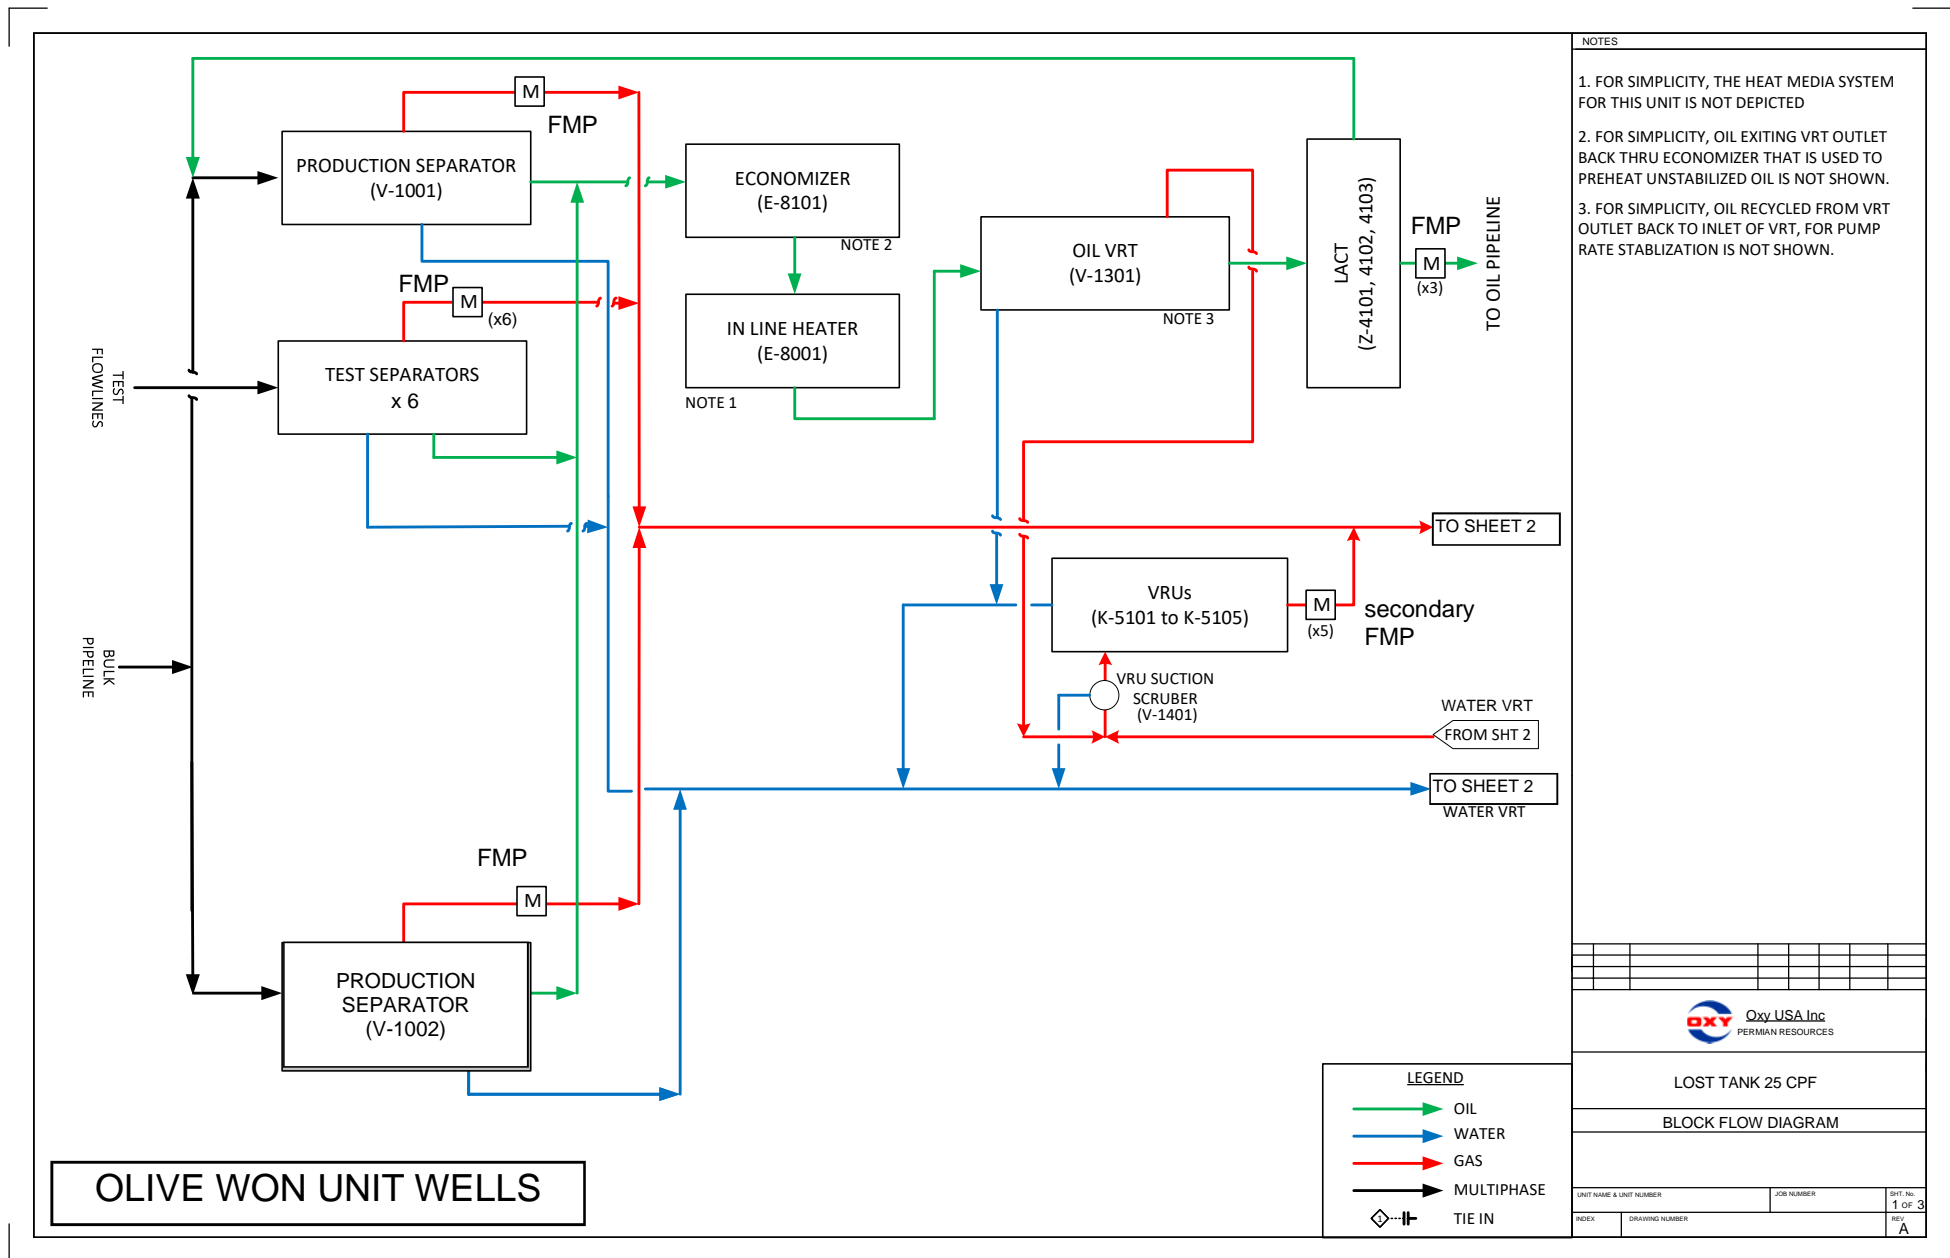 M
FMP
PRODUCTION SEPARATOR
(V-1001)
FMP
M
(x6)
TEST
FLOWLINES
TEST SEPARATORS
x 6
BULK
PIPELINE
FMP
M
PRODUCTION
SEPARATOR
(V-1002)
ECONOMIZER
(E-8101)
NOTE 2
IN LINE HEATER
(E-8001)
NOTE 1
OIL VRT
(V-1301)
NOTE 3
LACT
(Z-4101, 4102, 4103)
FMP
M
(x3)
TO OIL PIPELINE
TO SHEET 2
VRUs
(K-5101 to K-5105)
M
(x5)
secondary
FMP
VRU SUCTION
SCRUBER
(V-1401)
WATER VRT
FROM SHT 2
TO SHEET 2
WATER VRT
OLIVE WON UNIT WELLS
LEGEND
OIL
WATER
GAS
MULTIPHASE
1
TIE IN
NOTES
1. FOR SIMPLICITY, THE HEAT MEDIA SYSTEM
FOR THIS UNIT IS NOT DEPICTED
2. FOR SIMPLICITY, OIL EXITING VRT OUTLET
BACK THRU ECONOMIZER THAT IS USED TO
PREHEAT UNSTABILIZED OIL IS NOT SHOWN.
3. FOR SIMPLICITY, OIL RECYCLED FROM VRT
OUTLET BACK TO INLET OF VRT, FOR PUMP
RATE STABLIZATION IS NOT SHOWN.
OXY
Oxy USA Inc
PERMIAN RESOURCES
LOST TANK 25 CPF
BLOCK FLOW DIAGRAM
UNIT NAME & UNIT NUMBER
JOB NUMBER
SHT. No.
1 OF 3
INDEX
DRAWING NUMBER
REV
A